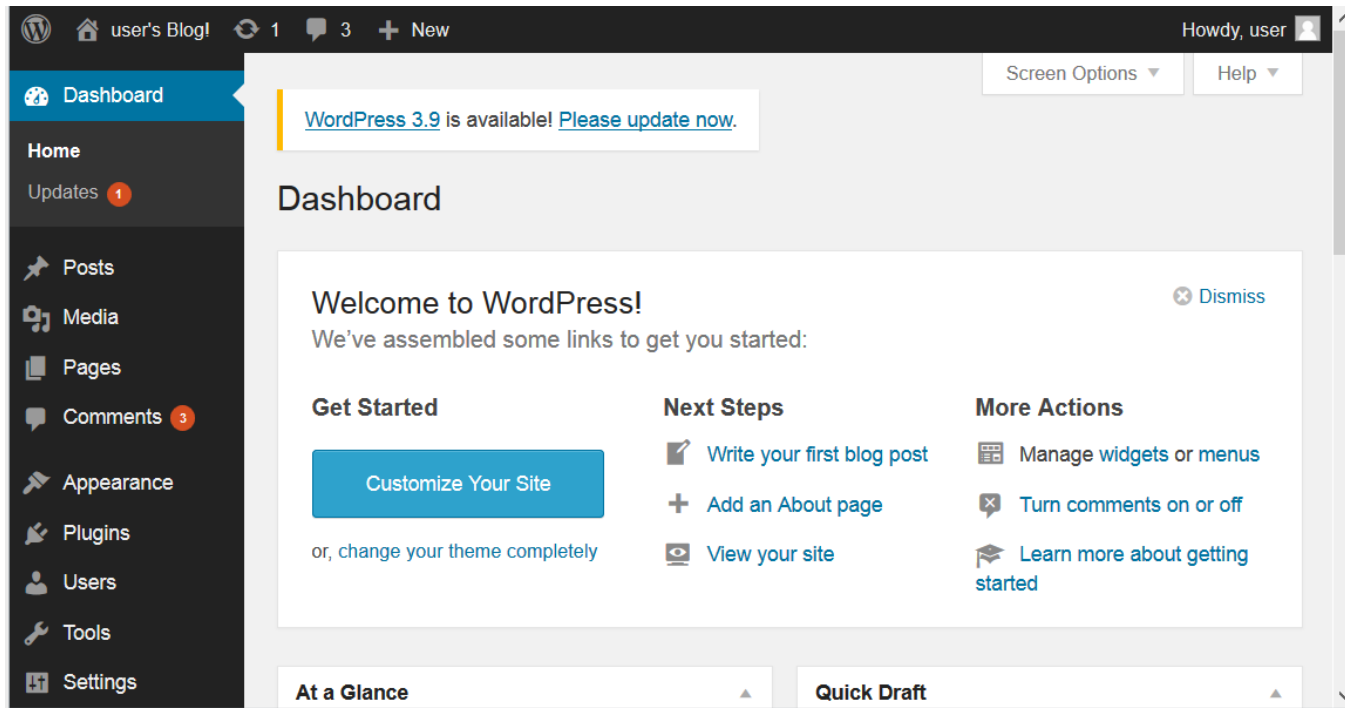 user's Blog! 1 3 New Howdy, user
Screen Options Help
Dashboard
Home
Updates 1
Posts
Media
Pages
Comments 3
Appearance
Plugins
Users
Tools
Settings
WordPress 3.9 is available! Please update now.
Dashboard
Welcome to WordPress!
Dismiss
We've assembled some links to get you started:
Get Started
Customize Your Site
or, change your theme completely
Next Steps
Write your first blog post
Add an About page
View your site
More Actions
Manage widgets or menus
Turn comments on or off
Learn more about getting
started
At a Glance
Quick Draft